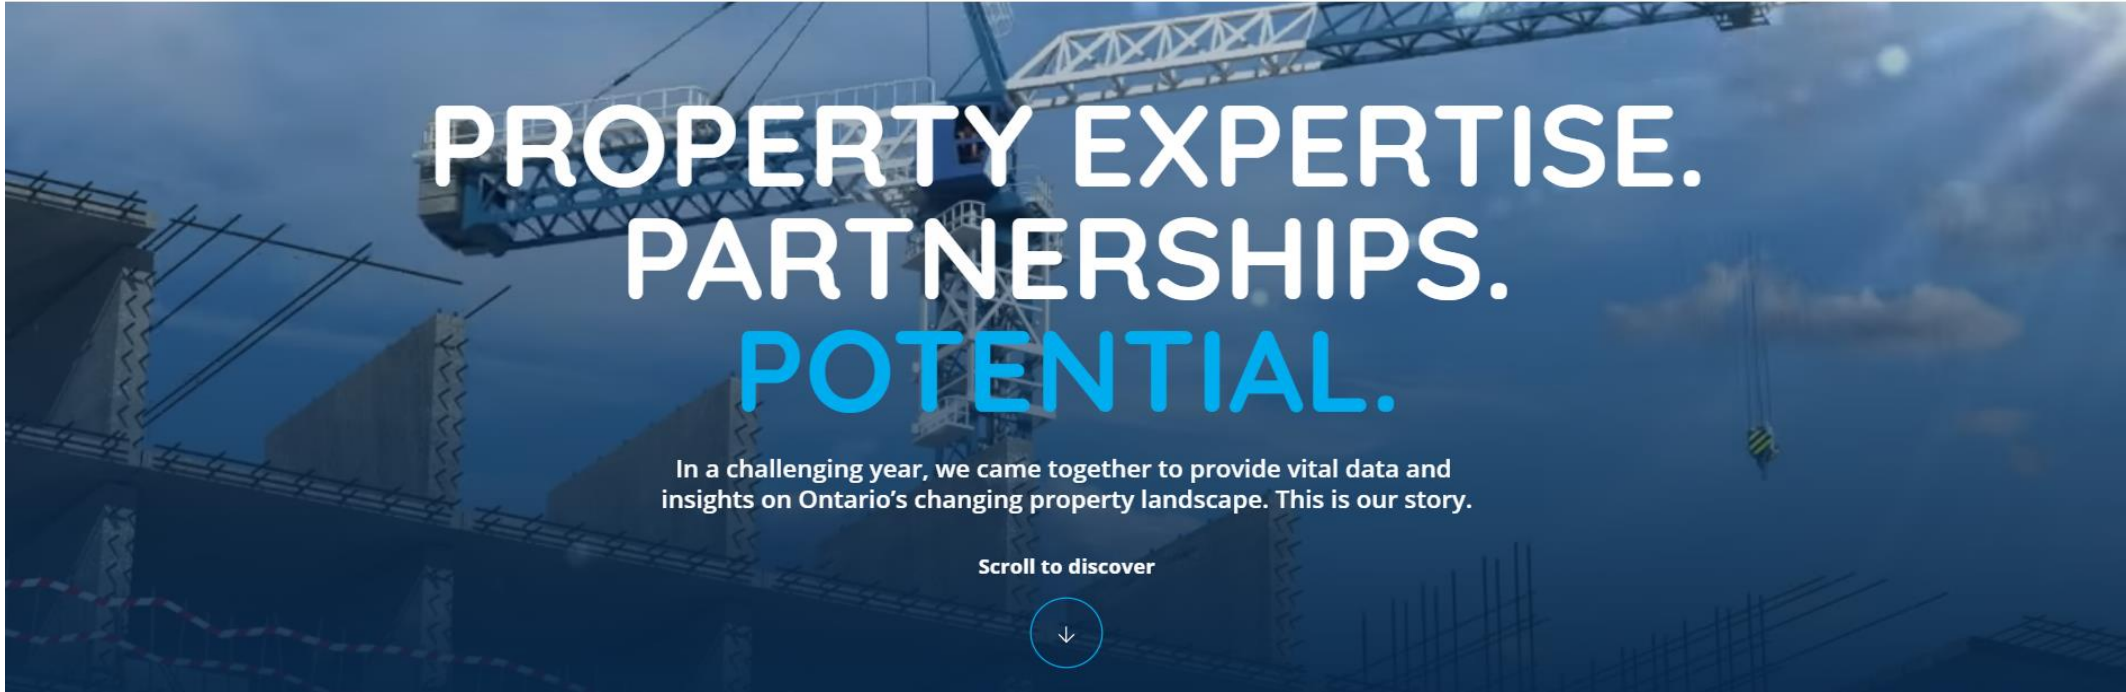 PROPERTY EXPERTISE.
PARTNERSHIPS.
POTENTIAL.
In a challenging year, we came together to provide vital data and
insights on Ontario’s changing property landscape. This is our story.
Scroll to discover